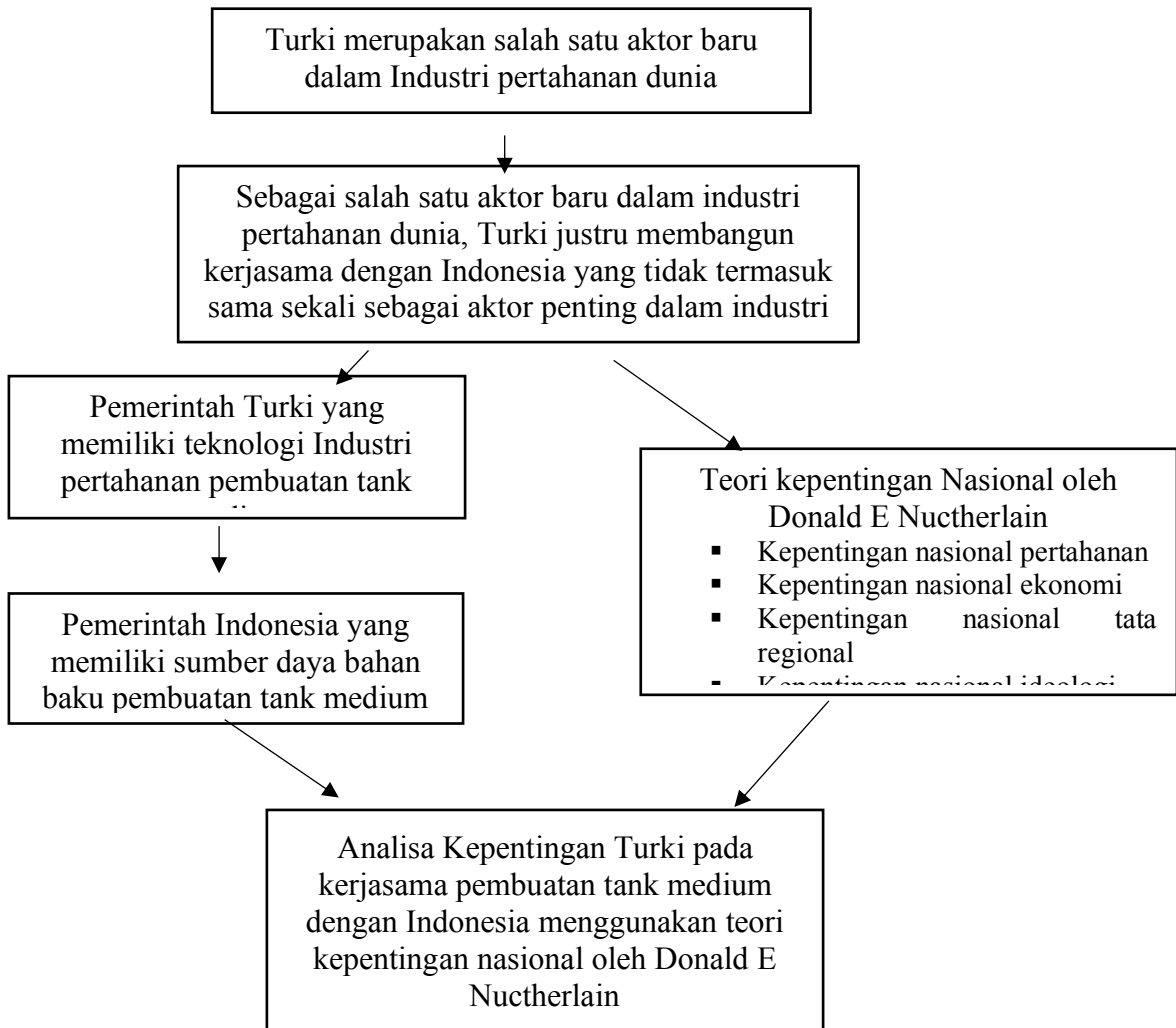 Turki merupakan salah satu aktor baru
dalam Industri pertahanan dunia
Sebagai salah satu aktor baru dalam industri
pertahanan dunia, Turki justru membangun
kerjasama dengan Indonesia yang tidak termasuk
sama sekali sebagai aktor penting dalam industri
Pemerintah Turki yang
memiliki teknologi Industri
pertahanan pembuatan tank
Pemerintah Indonesia yang
memiliki sumber daya bahan
baku pembuatan tank medium
Teori kepentingan Nasional oleh
Donald E Nuctherlain
▪ Kepentingan nasional pertahanan
▪ Kepentingan nasional ekonomi
▪ Kepentingan nasional tata
regional
▪ Kepentingan nasional ideologi
Analisa Kepentingan Turki pada
kerjasama pembuatan tank medium
dengan Indonesia menggunakan teori
kepentingan nasional oleh Donald E
Nuctherlain